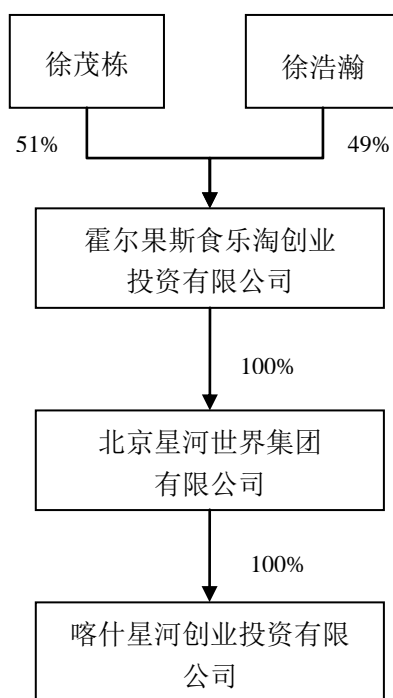 徐茂栋
徐浩瀚
51%
49%
霍尔果斯食乐淘创业
投资有限公司
100%
北京星河世界集团
有限公司
100%
喀什星河创业投资有限
公司